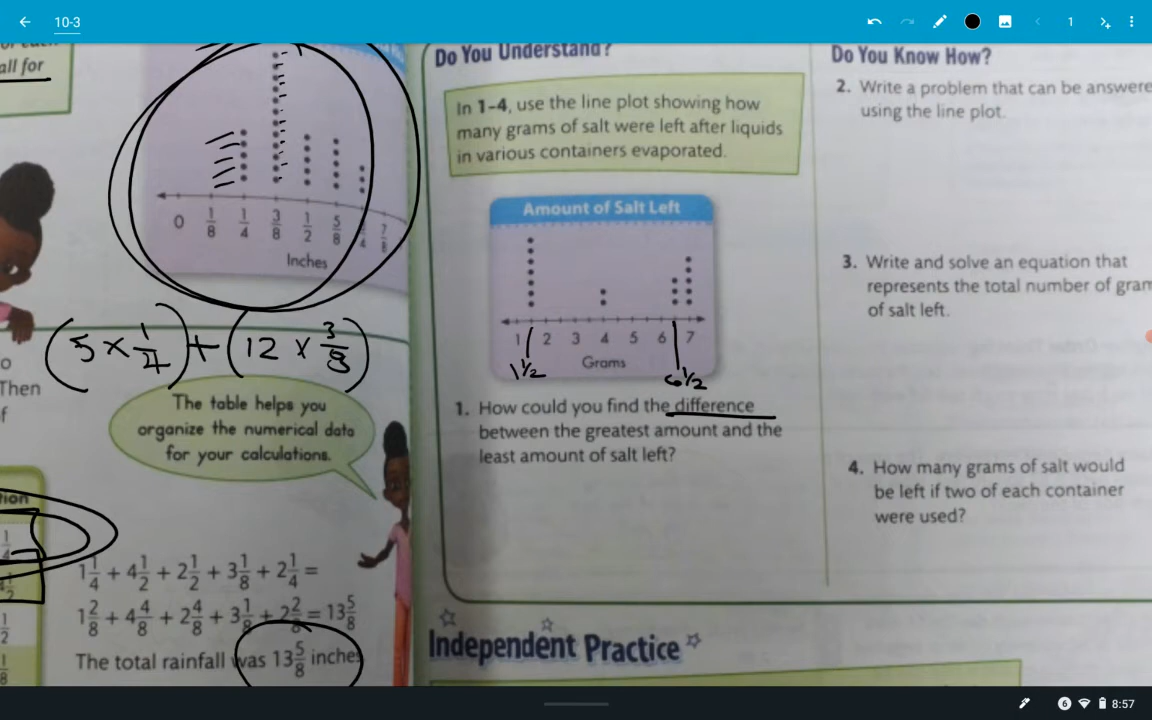 10-3
1
all for
0 1/8 1/4 3/8 1/2 5/8 7/8
Inches
(5 × 1/4) + (12 × 3/8)
Then
The table helps you
organize the numerical data
for your calculations.
1 1/4 + 4 1/2 + 2 1/2 + 3 1/8 + 2 1/4 =
1 2/8 + 4 4/8 + 2 4/8 + 3 1/8 + 2 2/8 = 13 5/8
The total rainfall was 13 5/8 inches
Do You Understand?
In 1-4, use the line plot showing how
many grams of salt were left after liquids
in various containers evaporated.
Amount of Salt Left
1 2 3 4 5 6 7
Grams
1 1/2
6 1/2
1. How could you find the difference
between the greatest amount and the
least amount of salt left?
Do You Know How?
2. Write a problem that can be answere
using the line plot.
3. Write and solve an equation that
represents the total number of gram
of salt left.
4. How many grams of salt would
be left if two of each container
were used?
Independent Practice
6
8:57